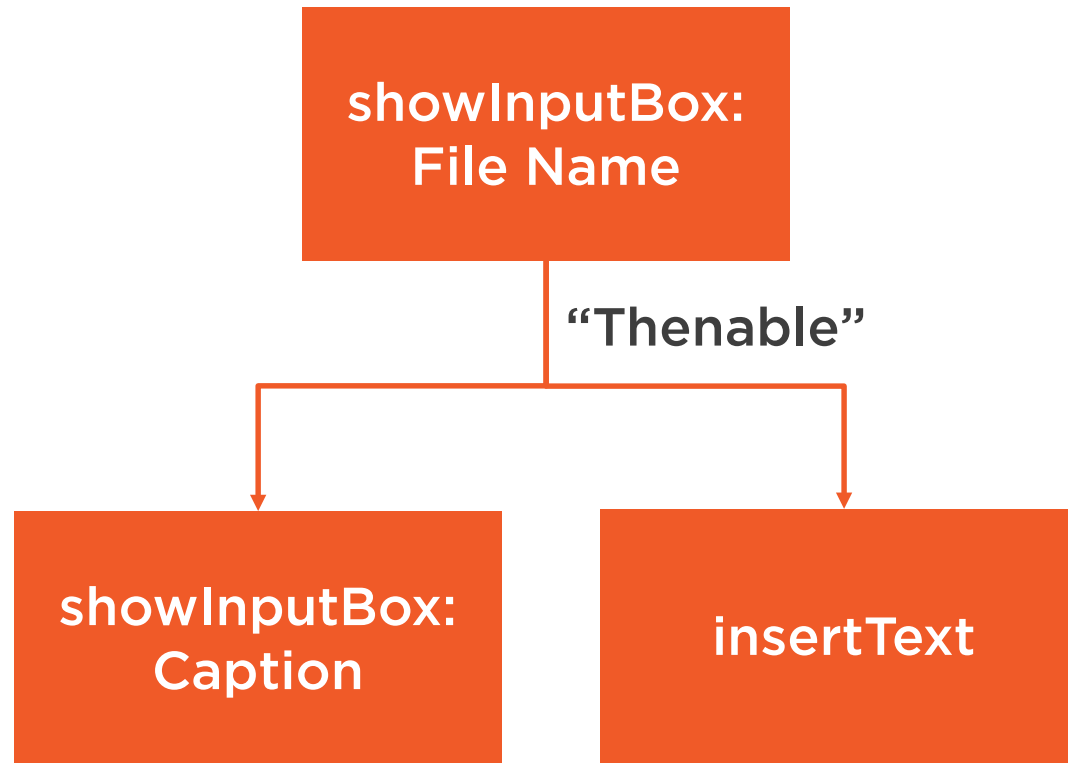 showInputBox:
File Name
“Thenable”
showInputBox:
Caption
insertText